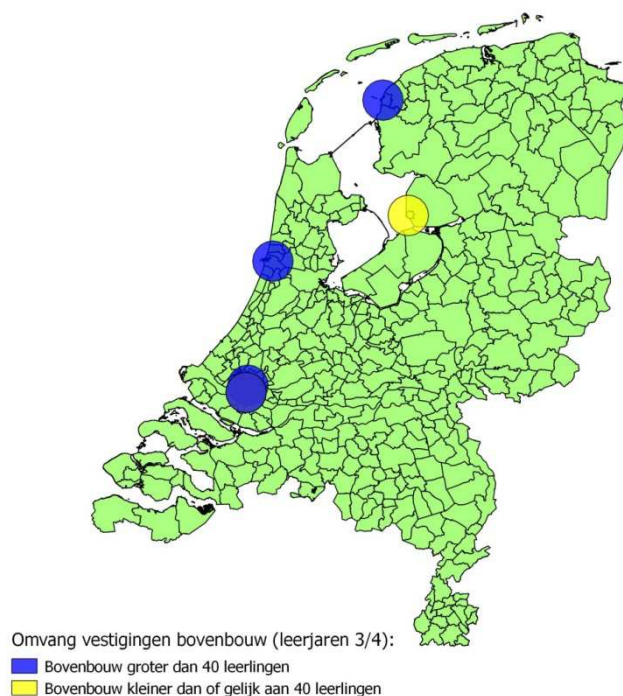 Omvang vestigingen bovenbouw (leerjaren 3/4):
Bovenbouw groter dan 40 leerlingen
Bovenbouw kleiner dan of gelijk aan 40 leerlingen